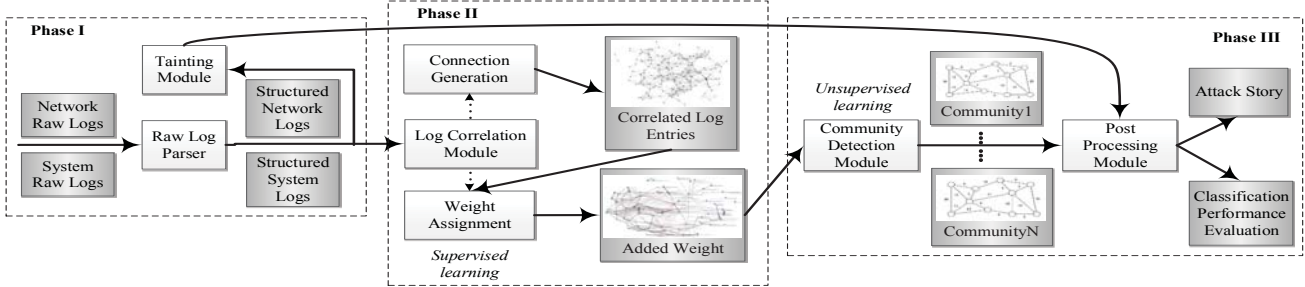 Phase I
Tainting
Module
Network
Raw Logs
System
Raw Logs
Raw Log
Parser
Structured
Network
Logs
Structured
System
Logs
Phase II
Connection
Generation
Log Correlation
Module
Weight
Assignment
Supervised
learning
Correlated Log
Entries
Added Weight
Phase III
Unsupervised
learning
Community
Detection
Module
Community1
CommunityN
Post
Processing
Module
Attack Story
Classification
Performance
Evaluation